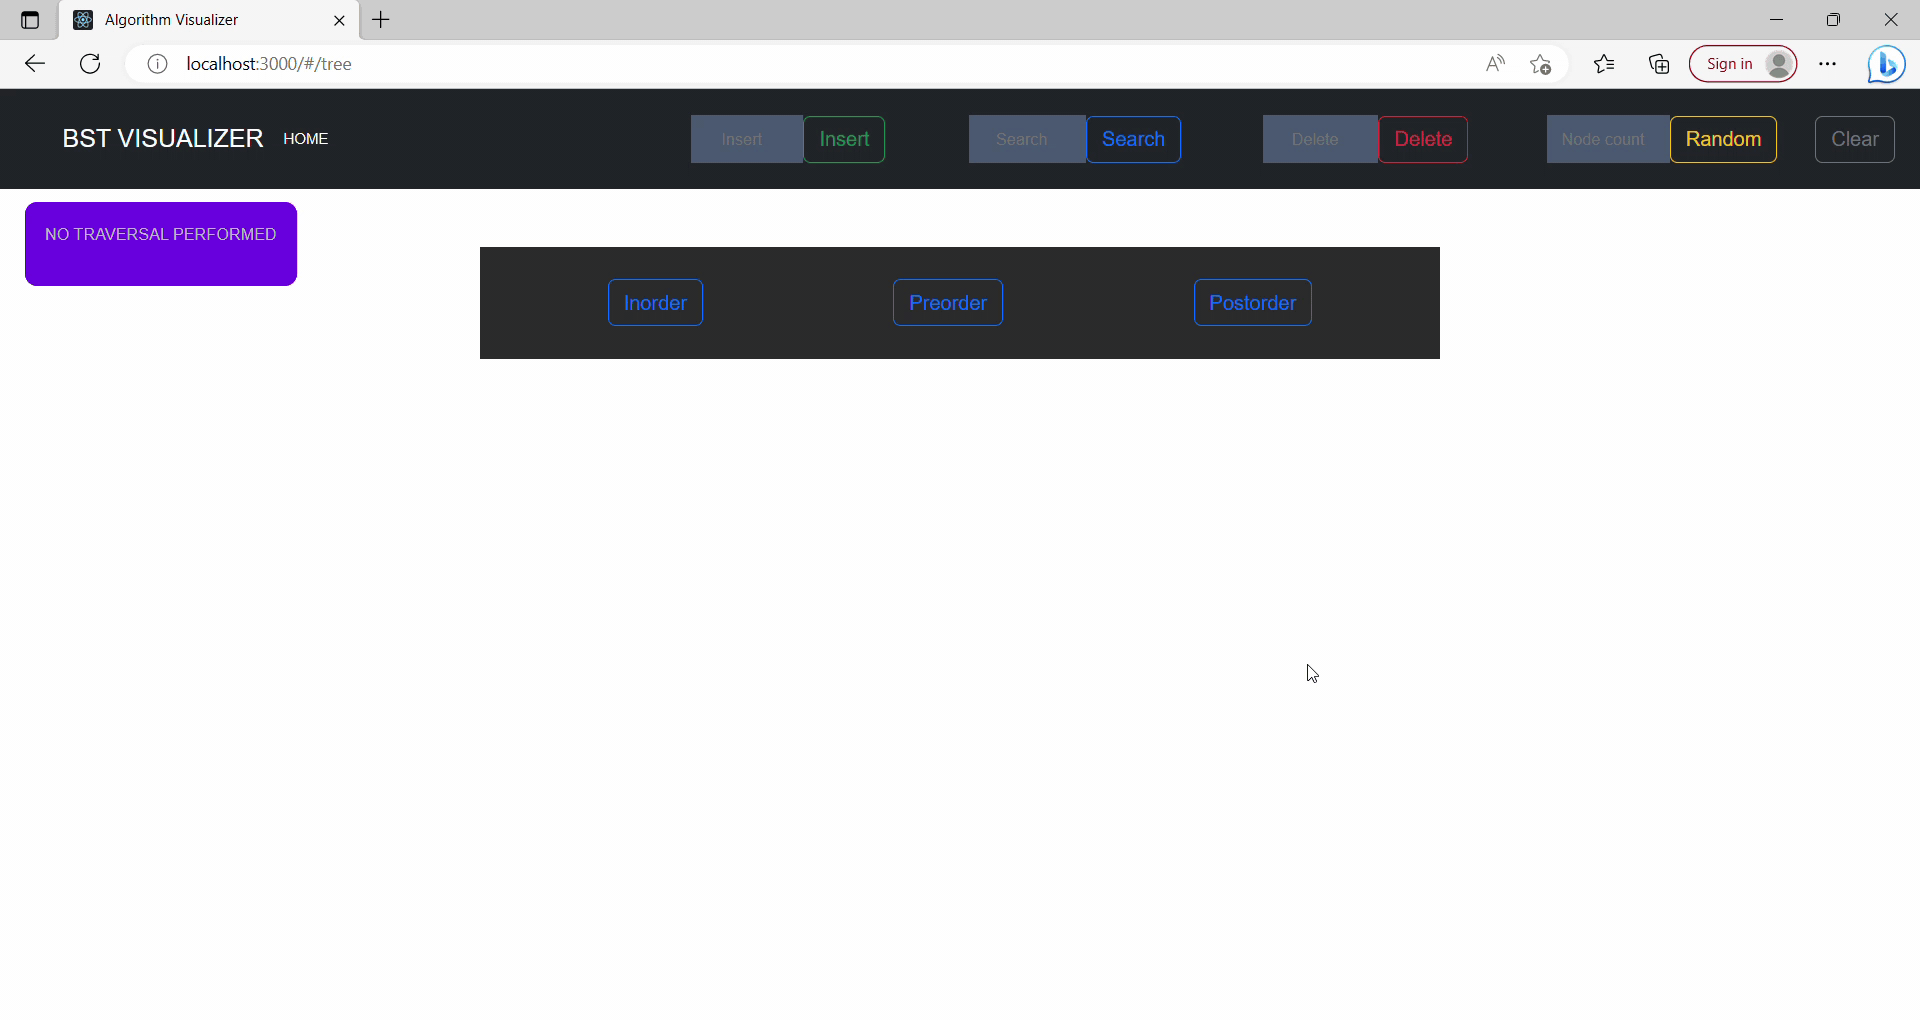 Algorithm Visualizer
localhost:3000/#/tree
Sign in
BST VISUALIZER HOME Insert Insert Search Search Delete Delete Node count Random Clear
NO TRAVERSAL PERFORMED
Inorder Preorder Postorder